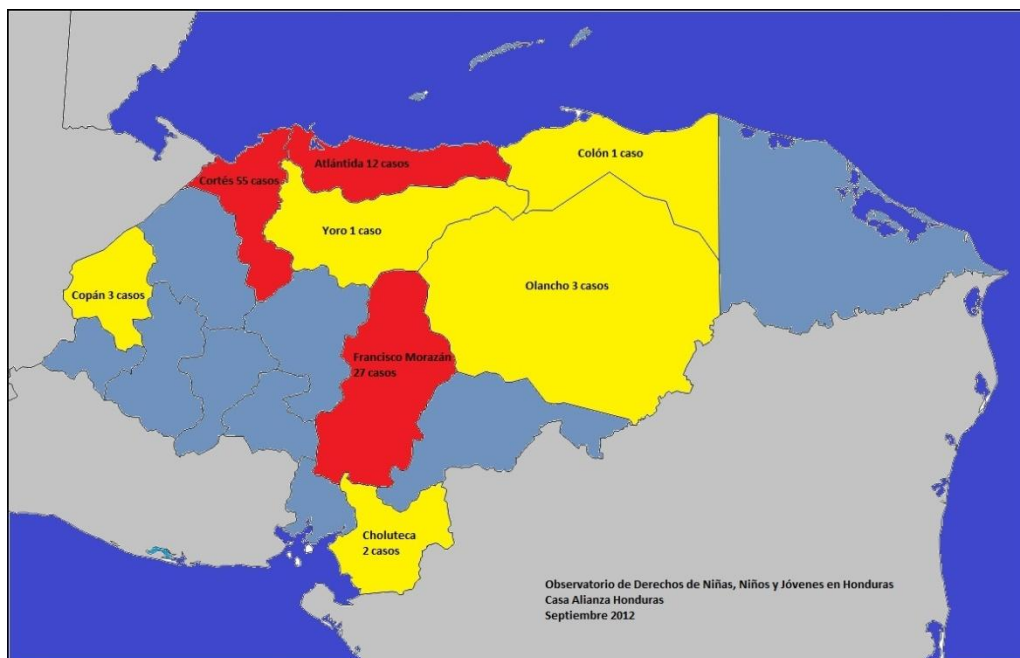 Colón 1 caso
Atlántida 12 casos
Cortés 55 casos
Yoro 1 caso
Olancho 3 casos
Copán 3 casos
Francisco Morazán
27 casos
Choluteca
2 casos
Observatorio de Derechos de Niñas, Niños y Jóvenes en Honduras
Casa Alianza Honduras
Septiembre 2012